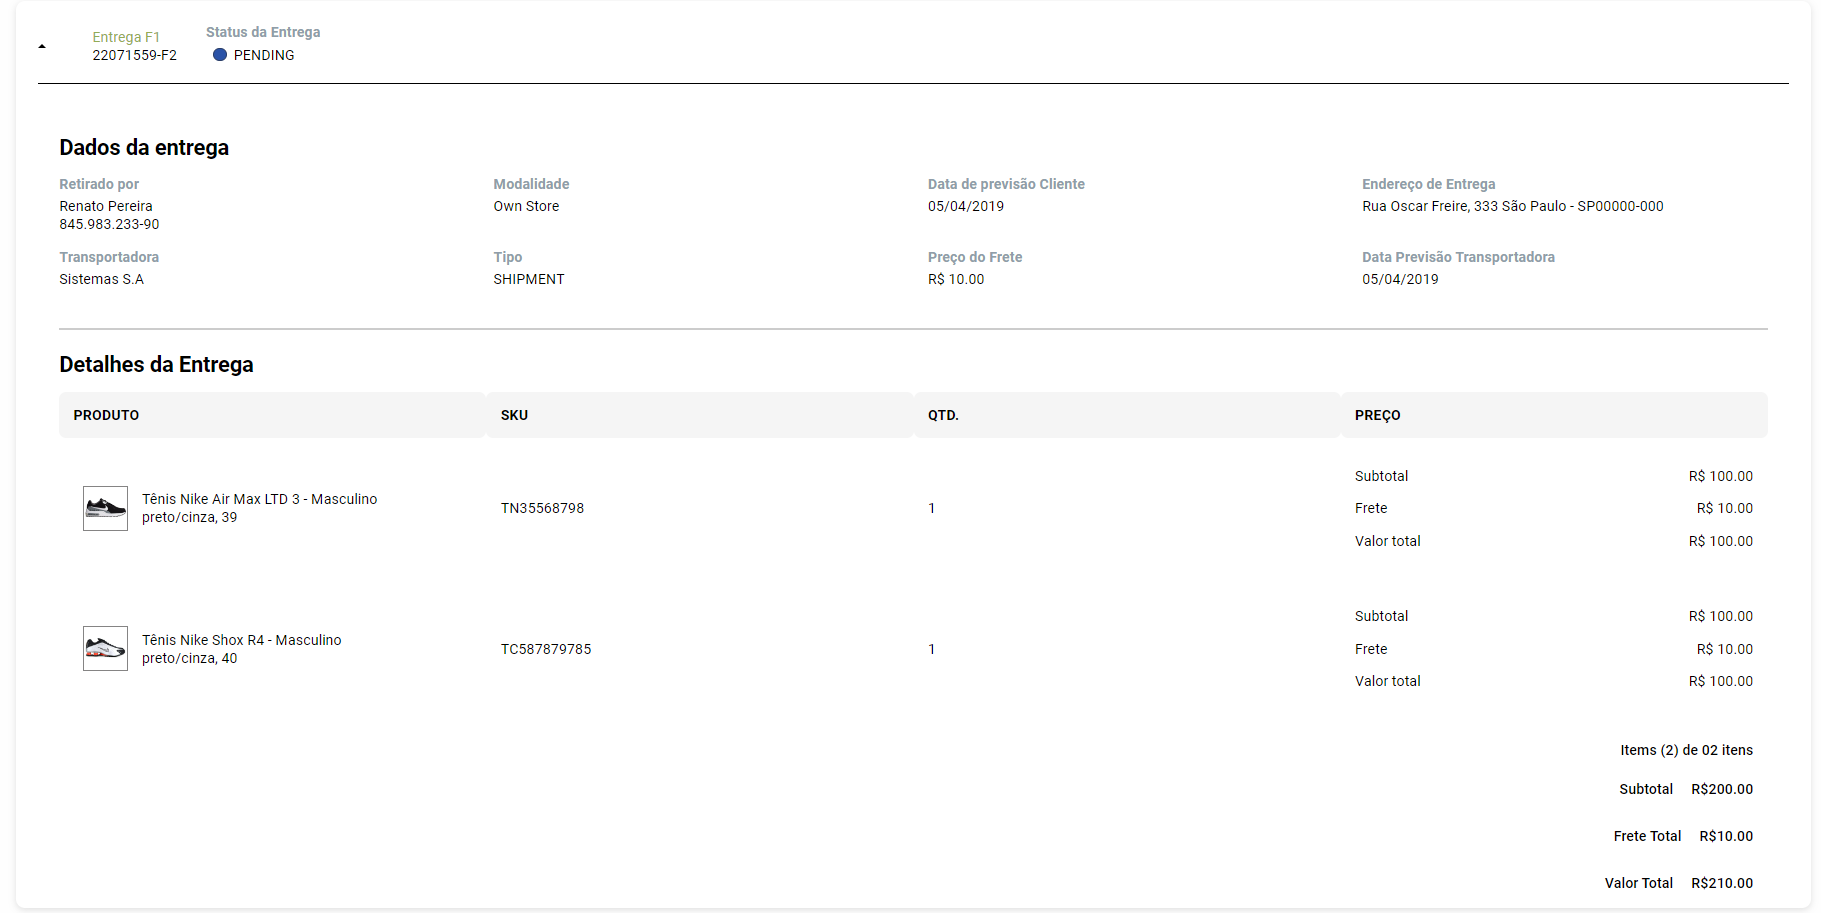 Entrega F1
22071559-F2
Status da Entrega
PENDING
Dados da entrega
Retirado por
Renato Pereira
845.983.233-90
Modalidade
Own Store
Data de previsão Cliente
05/04/2019
Endereço de Entrega
Rua Oscar Freire, 333 São Paulo - SP00000-000
Transportadora
Sistemas S.A
Tipo
SHIPMENT
Preço do Frete
R$ 10.00
Data Previsão Transportadora
05/04/2019
Detalhes da Entrega
PRODUTO SKU QTD. PREÇO
Tênis Nike Air Max LTD 3 - Masculino
preto/cinza, 39
TN35568798
1
Subtotal R$ 100.00
Frete R$ 10.00
Valor total R$ 100.00
Tênis Nike Shox R4 - Masculino
preto/cinza, 40
TC587879785
1
Subtotal R$ 100.00
Frete R$ 10.00
Valor total R$ 100.00
Items (2) de 02 itens
Subtotal R$200.00
Frete Total R$10.00
Valor Total R$210.00